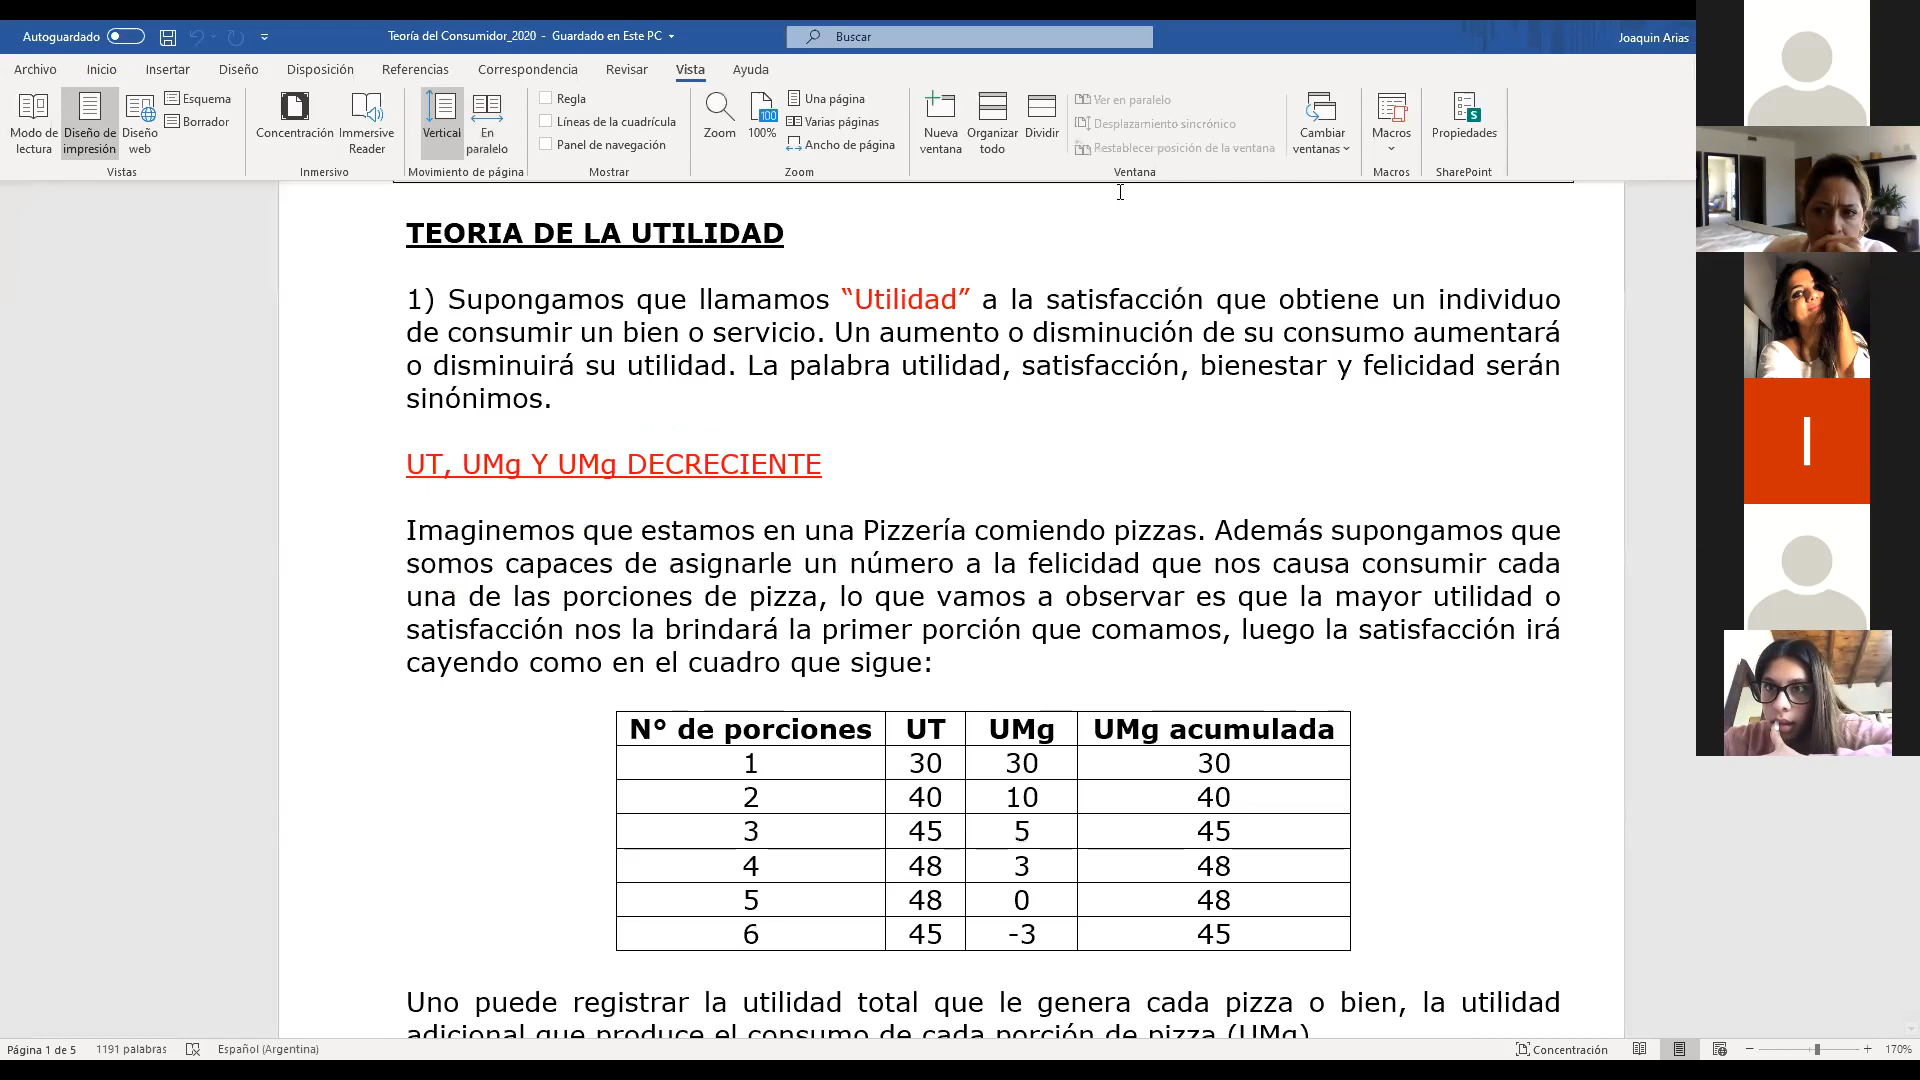 Autoguardado
Teoría del Consumidor_2020 - Guardado en Este PC
Buscar
Joaquin Arias
Archivo Inicio Insertar Diseño Disposición Referencias Correspondencia Revisar Vista Ayuda
Modo de lectura
Diseño de impresión
Diseño web
Esquema
Borrador
Vistas
Concentración
Immersive Reader
Inmersivo
Vertical
En paralelo
Movimiento de página
Regla
Líneas de la cuadrícula
Panel de navegación
Mostrar
Zoom
100
100%
Una página
Varias páginas
Ancho de página
Zoom
Nueva ventana
Organizar todo
Dividir
Ver en paralelo
Desplazamiento sincrónico
Restablecer posición de la ventana
Ventana
Cambiar ventanas
Macros
Macros
S
Propiedades
SharePoint
TEORIA DE LA UTILIDAD
1) Supongamos que llamamos “Utilidad” a la satisfacción que obtiene un individuo
de consumir un bien o servicio. Un aumento o disminución de su consumo aumentará
o disminuirá su utilidad. La palabra utilidad, satisfacción, bienestar y felicidad serán
sinónimos.
UT, UMg Y UMg DECRECIENTE
Imaginemos que estamos en una Pizzería comiendo pizzas. Además supongamos que
somos capaces de asignarle un número a la felicidad que nos causa consumir cada
una de las porciones de pizza, lo que vamos a observar es que la mayor utilidad o
satisfacción nos la brindará la primer porción que comamos, luego la satisfacción irá
cayendo como en el cuadro que sigue:
N° de porciones UT UMg UMg acumulada
1 30 30 30
2 40 10 40
3 45 5 45
4 48 3 48
5 48 0 48
6 45 -3 45
Uno puede registrar la utilidad total que le genera cada pizza o bien, la utilidad
adicional que produce el consumo de cada porción de pizza (UMg)
I
Página 1 de 5 1191 palabras Español (Argentina)
Concentración
170%